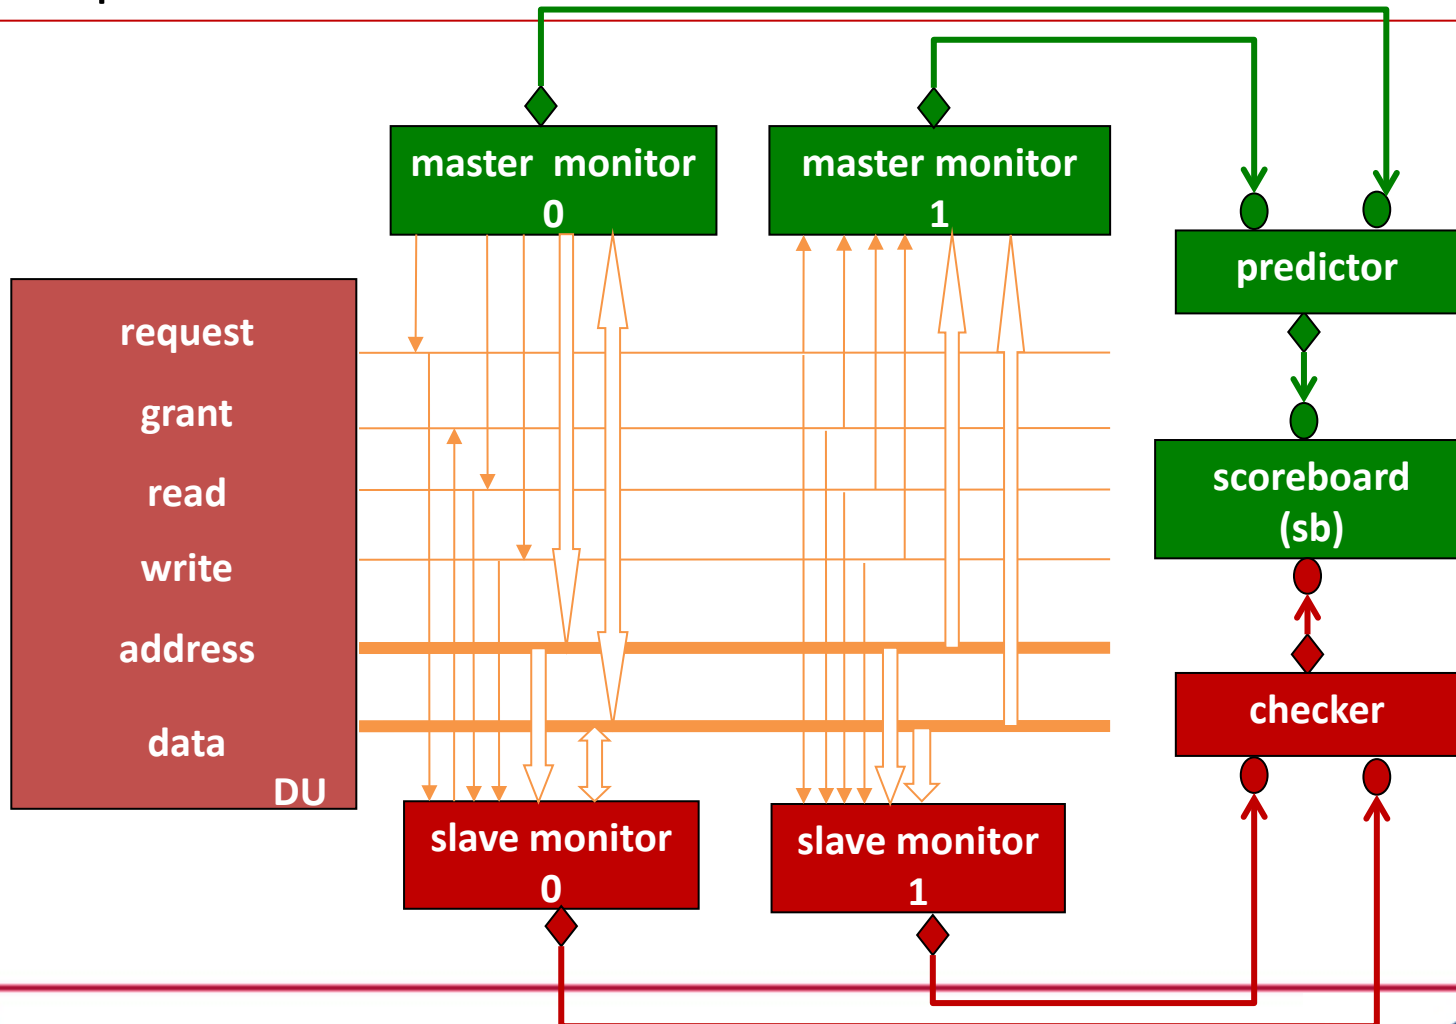 master monitor
0
master monitor
1
predictor
request
grant
read
write
address
data
DU
scoreboard
(sb)
checker
slave monitor
0
slave monitor
1